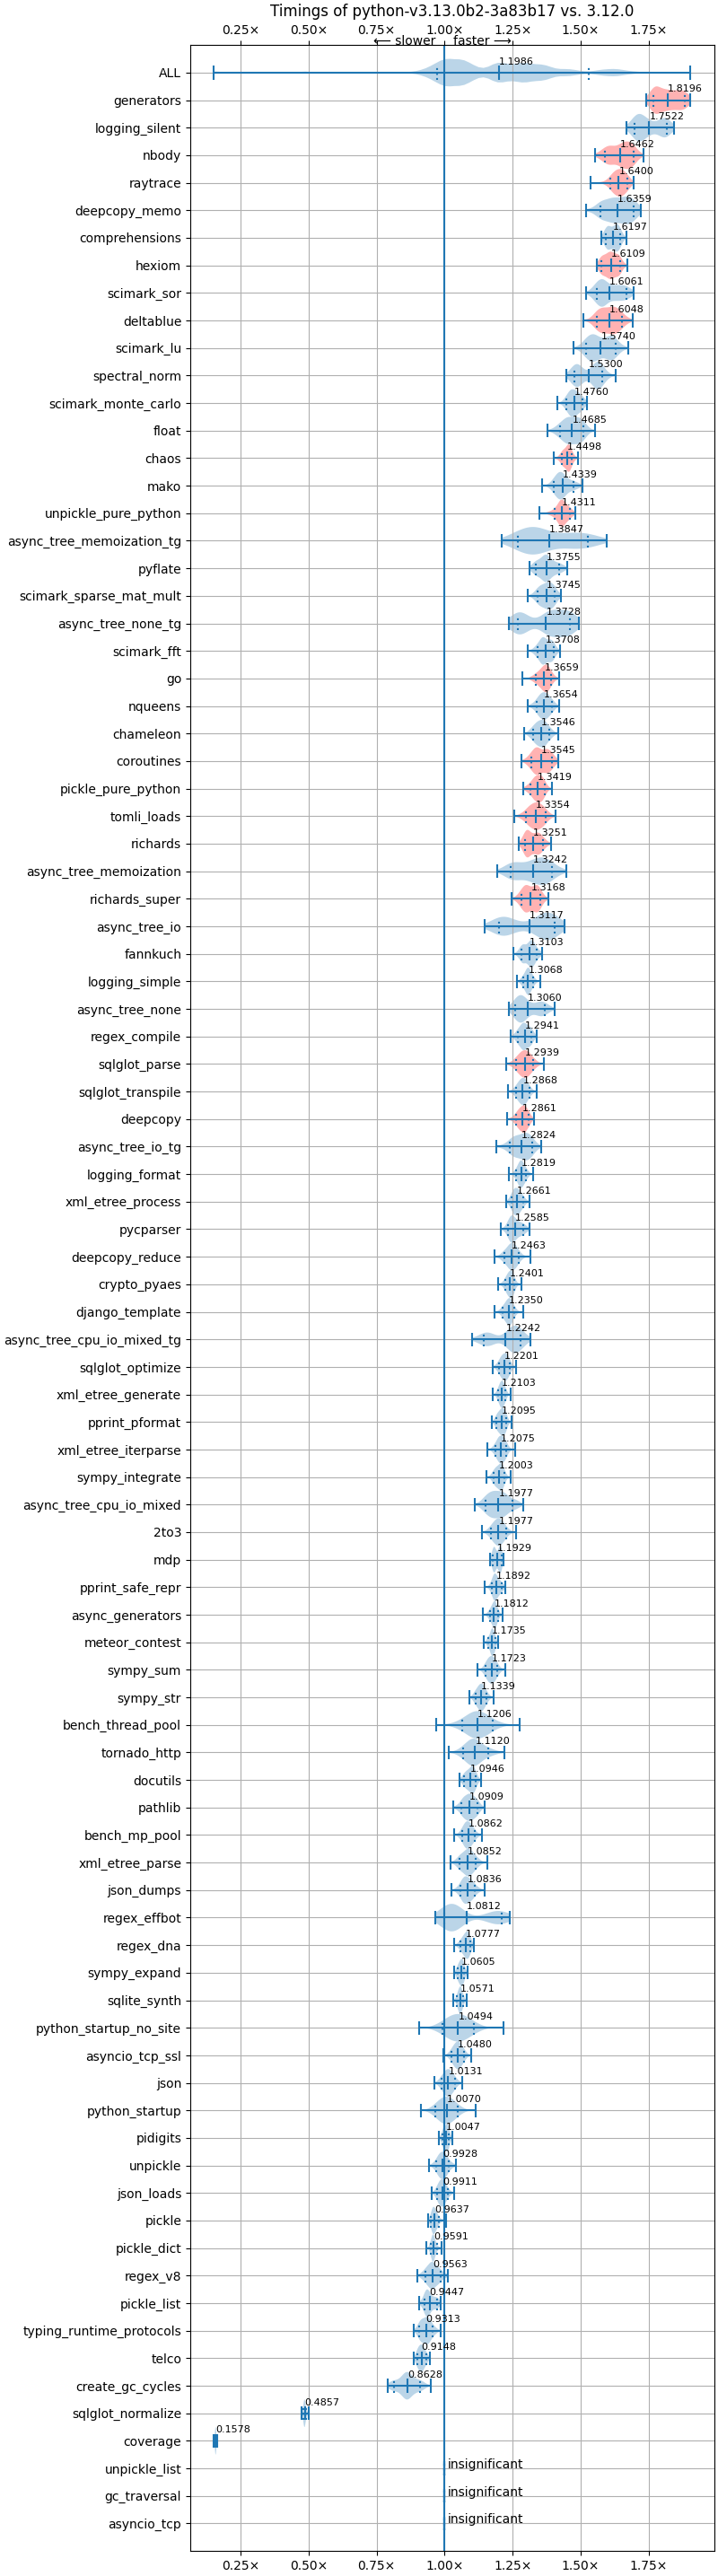 Timings of python-v3.13.0b2-3a83b17 vs. 3.12.0
0.25× 0.50× 0.75× 1.00× 1.25× 1.50× 1.75×
⟵ slower faster ⟶
ALL 1.1986
generators 1.8196
logging_silent 1.7522
nbody 1.6462
raytrace 1.6400
deepcopy_memo 1.6359
comprehensions 1.6197
hexiom 1.6109
scimark_sor 1.6061
deltablue 1.6048
scimark_lu 1.5740
spectral_norm 1.5300
scimark_monte_carlo 1.4760
float 1.4685
chaos 1.4498
mako 1.4339
unpickle_pure_python 1.4311
async_tree_memoization_tg 1.3847
pyflate 1.3755
scimark_sparse_mat_mult 1.3745
async_tree_none_tg 1.3728
scimark_fft 1.3708
go 1.3659
nqueens 1.3654
chameleon 1.3546
coroutines 1.3545
pickle_pure_python 1.3419
tomli_loads 1.3354
richards 1.3251
async_tree_memoization 1.3242
richards_super 1.3168
async_tree_io 1.3117
fannkuch 1.3103
logging_simple 1.3068
async_tree_none 1.3060
regex_compile 1.2941
sqlglot_parse 1.2939
sqlglot_transpile 1.2868
deepcopy 1.2861
async_tree_io_tg 1.2824
logging_format 1.2819
xml_etree_process 1.2661
pycparser 1.2585
deepcopy_reduce 1.2463
crypto_pyaes 1.2401
django_template 1.2350
async_tree_cpu_io_mixed_tg 1.2242
sqlglot_optimize 1.2201
xml_etree_generate 1.2103
pprint_pformat 1.2095
xml_etree_iterparse 1.2075
sympy_integrate 1.2003
async_tree_cpu_io_mixed 1.1977
2to3 1.1977
mdp 1.1929
pprint_safe_repr 1.1892
async_generators 1.1812
meteor_contest 1.1735
sympy_sum 1.1723
sympy_str 1.1339
bench_thread_pool 1.1206
tornado_http 1.1120
docutils 1.0946
pathlib 1.0909
bench_mp_pool 1.0862
xml_etree_parse 1.0852
json_dumps 1.0836
regex_effbot 1.0812
regex_dna 1.0777
sympy_expand 1.0605
sqlite_synth 1.0571
python_startup_no_site 1.0494
asyncio_tcp_ssl 1.0480
json 1.0131
python_startup 1.0070
pidigits 1.0047
unpickle 0.9928
json_loads 0.9911
pickle 0.9637
pickle_dict 0.9591
regex_v8 0.9563
pickle_list 0.9447
typing_runtime_protocols 0.9313
telco 0.9148
create_gc_cycles 0.8628
sqlglot_normalize 0.4857
coverage 0.1578
unpickle_list insignificant
gc_traversal insignificant
asyncio_tcp insignificant
0.25× 0.50× 0.75× 1.00× 1.25× 1.50× 1.75×